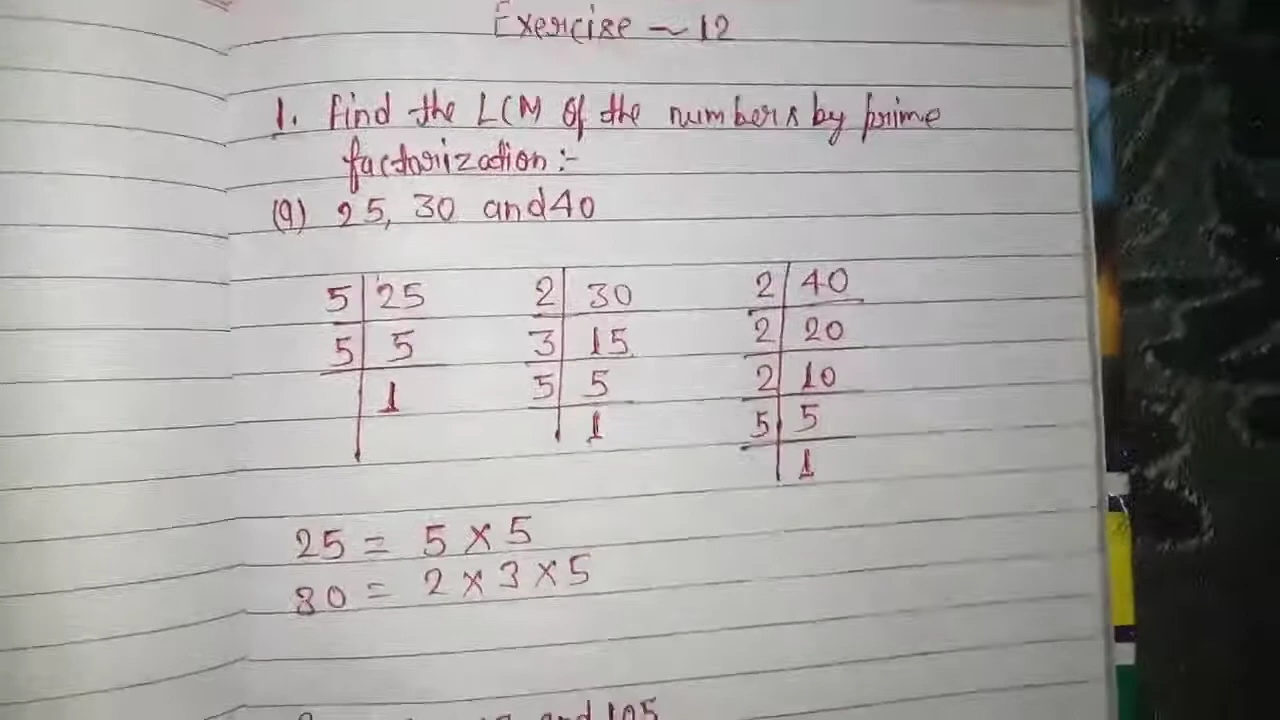 Exercise ~ 12
1. Find the LCM of the numbers by prime
factorization :-
(a) 25, 30 and 40
5 | 25
5 | 5
1
2 | 30
3 | 15
5 | 5
1
2 | 40
2 | 20
2 | 10
5 | 5
1
25 = 5 × 5
30 = 2 × 3 × 5
and 105